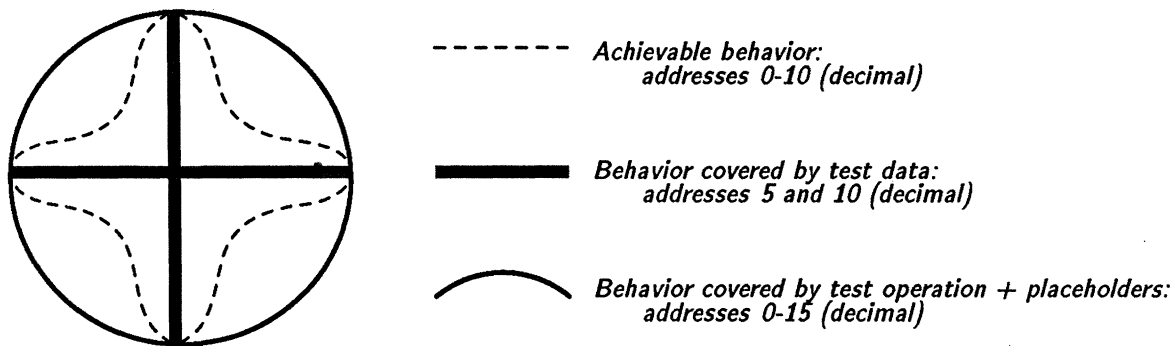 Achievable behavior:
addresses 0-10 (decimal)
Behavior covered by test data:
addresses 5 and 10 (decimal)
Behavior covered by test operation + placeholders:
addresses 0-15 (decimal)